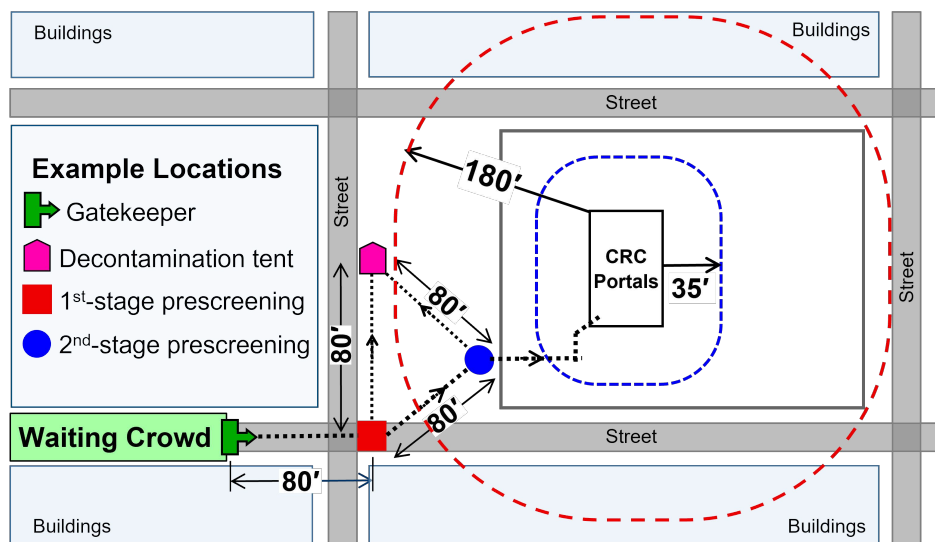 Buildings
Buildings
Street
Example Locations
Gatekeeper
Decontamination tent
1st-stage prescreening
2nd-stage prescreening
Street
180′
CRC
Portals
35′
Street
80′
80′
80′
Waiting Crowd
Street
80′
Buildings
Buildings